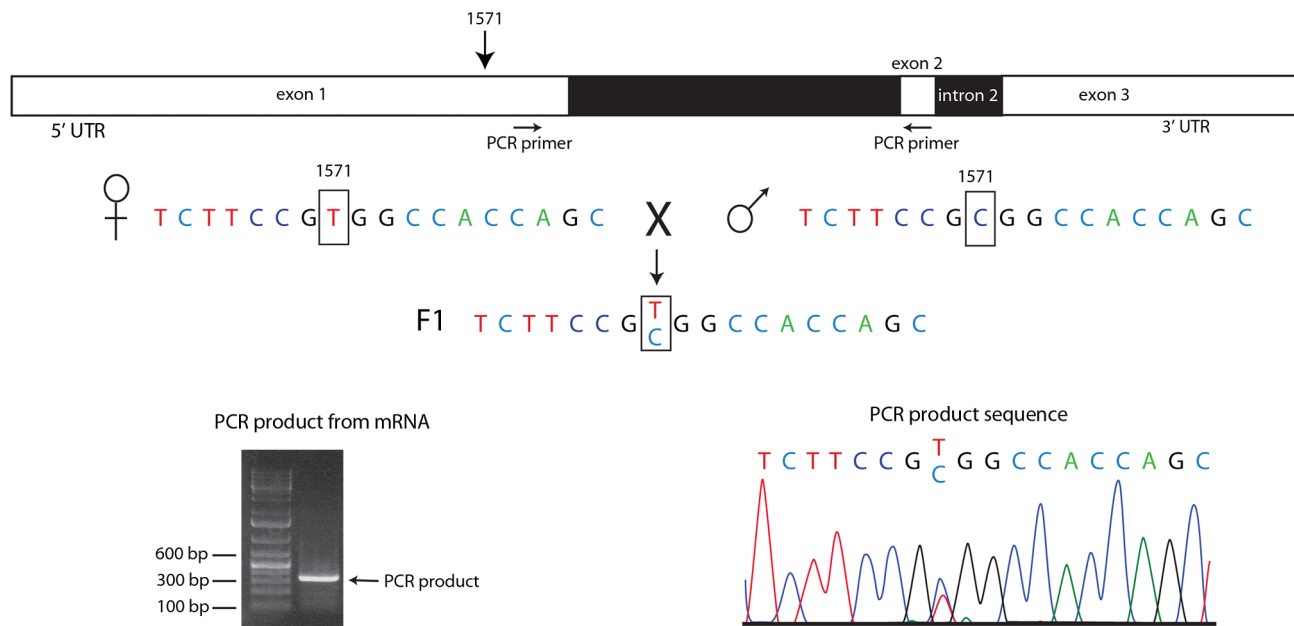 1571
exon 1
exon 2
intron 2
exon 3
5′ UTR
PCR primer
PCR primer
3′ UTR
1571
1571
T C T T C C G T G G C C A C C A G C
X
T C T T C C G C G G C C A C C A G C
F1
T C T T C C G T G G C C A C C A G C
C
PCR product from mRNA
600 bp
300 bp
100 bp
PCR product
PCR product sequence
T C T T C C G T G G C C A C C A G C
C